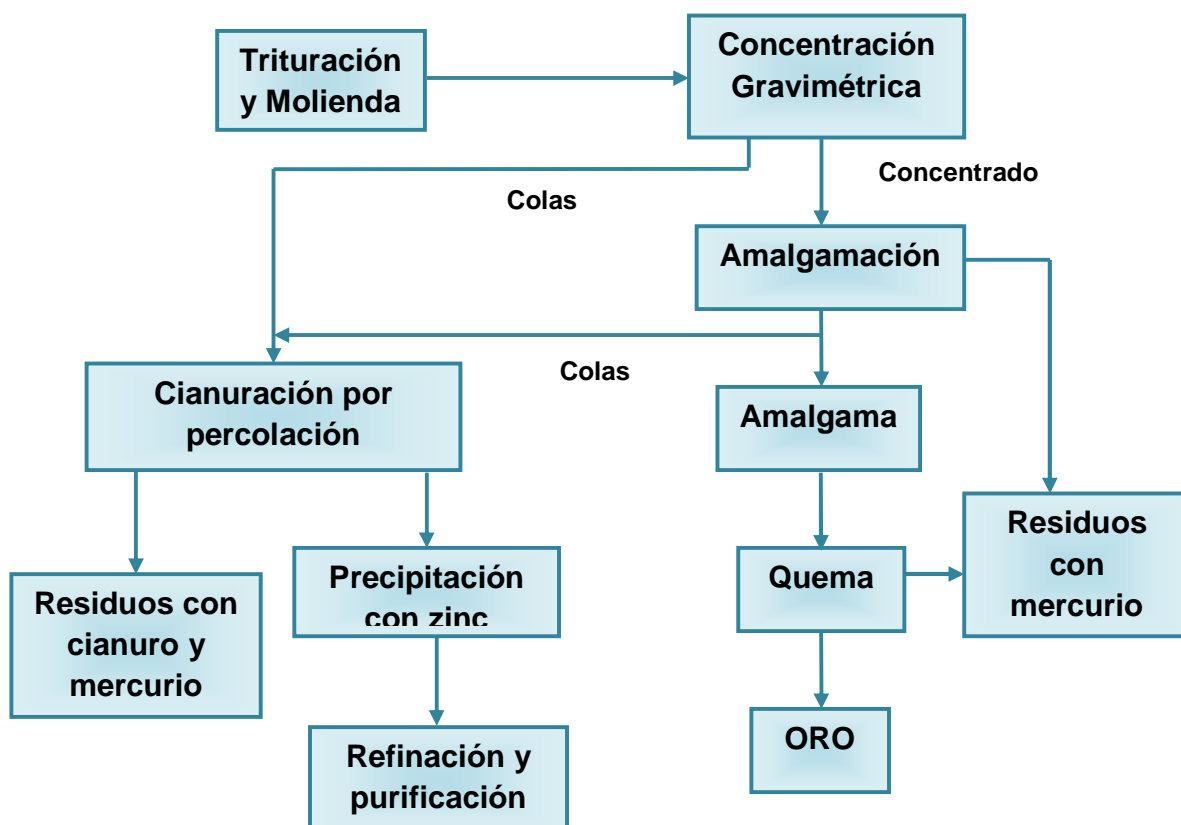 Trituración
y Molienda
Concentración
Gravimétrica
Colas
Concentrado
Amalgamación
Colas
Cianuración por
percolación
Amalgama
Residuos con
cianuro y
mercurio
Precipitación
con zinc
Quema
Residuos
con
mercurio
Refinación y
purificación
ORO